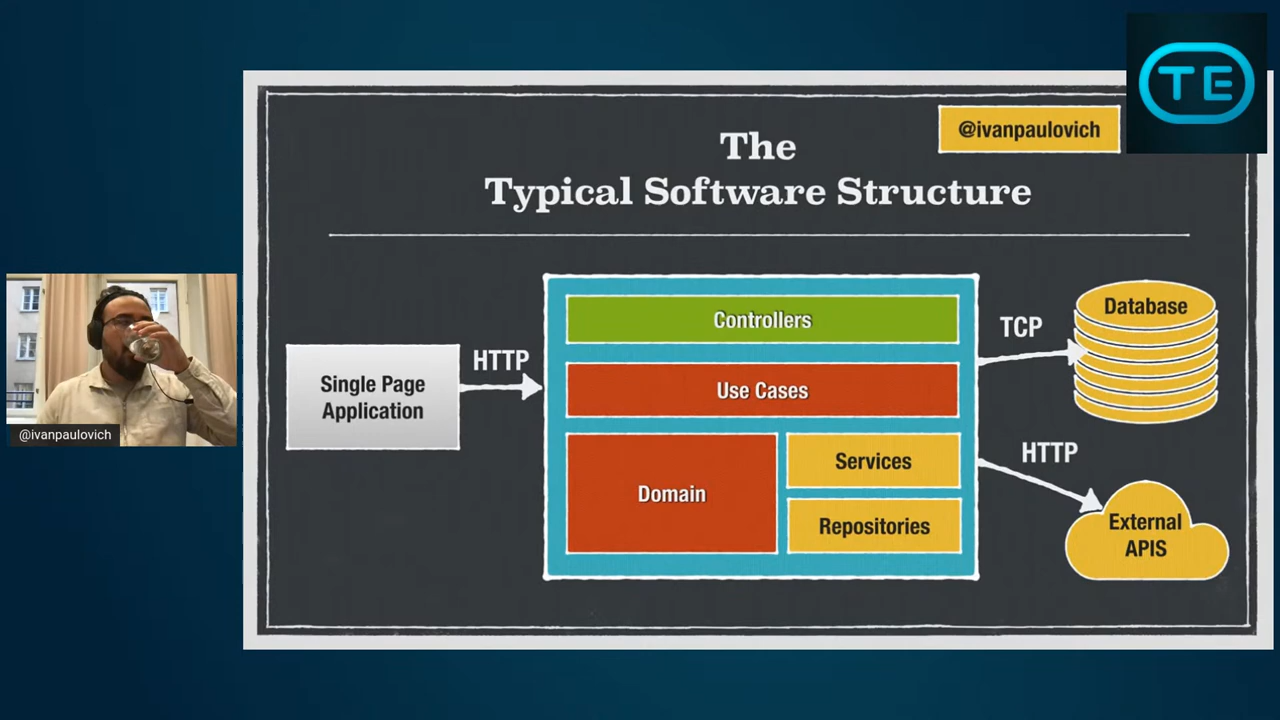 TE
@ivanpaulovich
The
Typical Software Structure
Controllers
Database
TCP
HTTP
Single Page
Application
Use Cases
HTTP
Services
Domain
Repositories
External
APIS
@ivanpaulovich